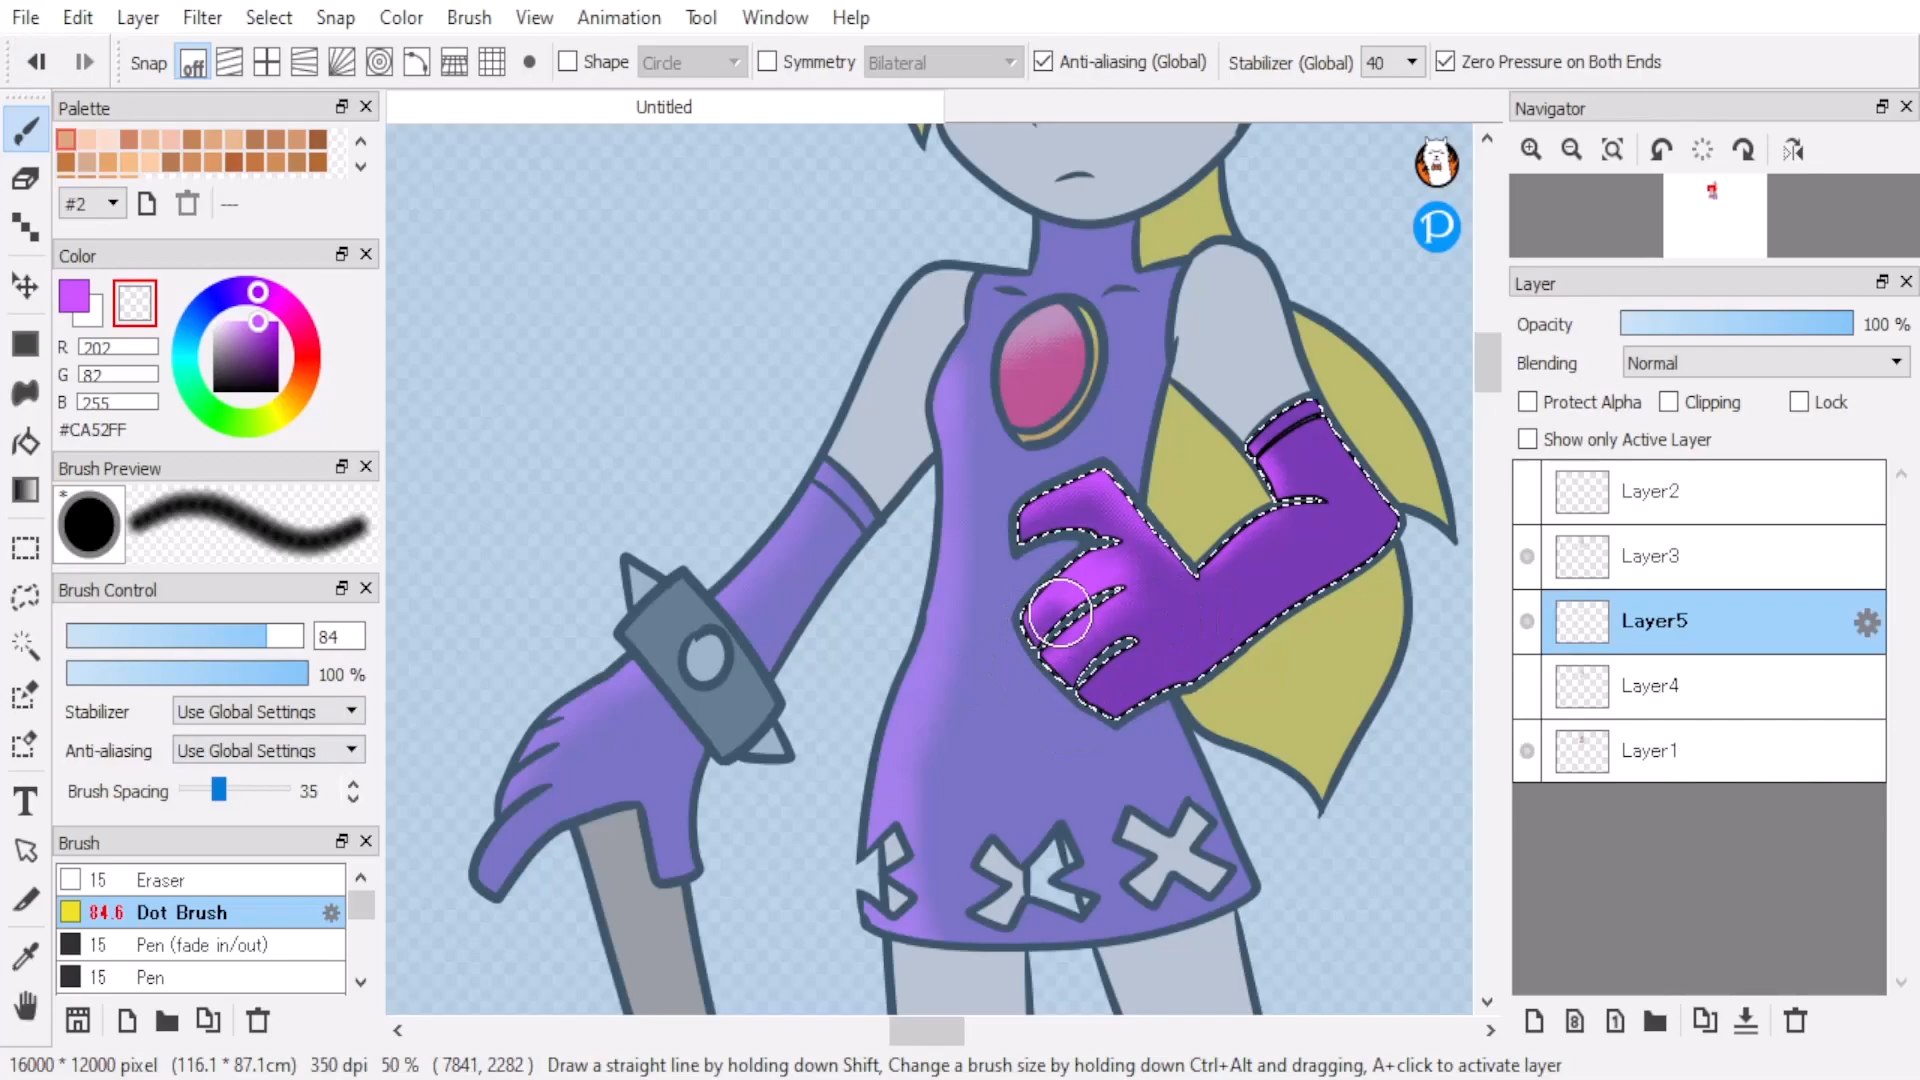 File Edit Layer Filter Select Snap Color Brush View Animation Tool Window Help
Snap off Shape Circle Symmetry Bilateral Anti-aliasing (Global) Stabilizer (Global) 40 Zero Pressure on Both Ends
Palette
#2
---
Color
R 202
G 82
B 255
#CA52FF
Brush Preview
*
Brush Control
84
100 %
Stabilizer Use Global Settings
Anti-aliasing Use Global Settings
Brush Spacing 35
Brush
15 Eraser
84.6 Dot Brush
15 Pen (fade in/out)
15 Pen
T
Untitled
P
Navigator
Layer
Opacity 100 %
Blending Normal
Protect Alpha Clipping Lock
Show only Active Layer
Layer2
Layer3
Layer5
Layer4
Layer1
8 1
16000 * 12000 pixel (116.1 * 87.1cm) 350 dpi 50 % ( 7841, 2282 ) Draw a straight line by holding down Shift, Change a brush size by holding down Ctrl+Alt and dragging, A+click to activate layer